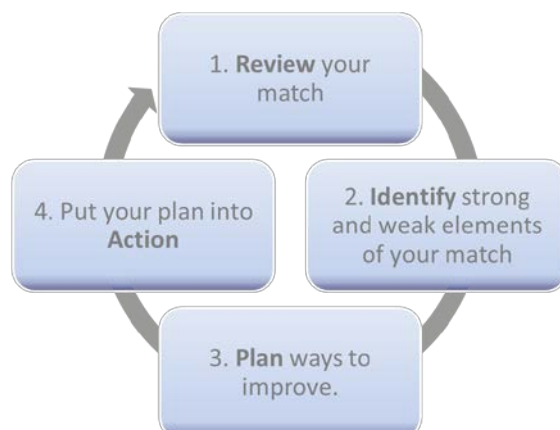 1. Review your
match
2. Identify strong
and weak elements
of your match
3. Plan ways to
improve.
4. Put your plan into
Action